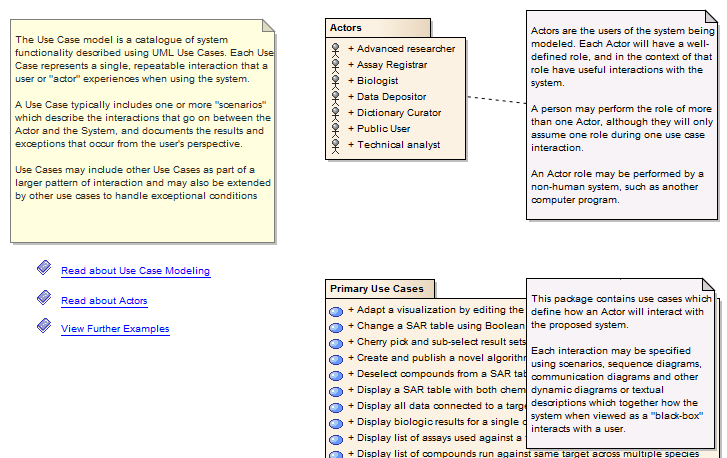 The Use Case model is a catalogue of system
functionality described using UML Use Cases. Each Use
Case represents a single, repeatable interaction that a
user or "actor" experiences when using the system.
A Use Case typically includes one or more "scenarios"
which describe the interactions that go on between the
Actor and the System, and documents the results and
exceptions that occur from the user's perspective.
Use Cases may include other Use Cases as part of a
larger pattern of interaction and may also be extended
by other use cases to handle exceptional conditions
Read about Use Case Modeling
Read about Actors
View Further Examples
Actors
+ Advanced researcher
+ Assay Registrar
+ Biologist
+ Data Depositor
+ Dictionary Curator
+ Public User
+ Technical analyst
Actors are the users of the system being
modeled. Each Actor will have a well-
defined role, and in the context of that
role have useful interactions with the
system.
A person may perform the role of more
than one Actor, although they will only
assume one role during one use case
interaction.
An Actor role may be performed by a
non-human system, such as another
computer program.
Primary Use Cases
+ Adapt a visualization by editing the
+ Change a SAR table using Boolean
+ Cherry pick and sub-select result sets
+ Create and publish a novel algorithm
+ Deselect compounds from a SAR
+ Display a SAR table with both
+ Display all data connected to a
+ Display biologic results for a single
+ Display list of assays used against a
+ Display list of compounds run against same target across multiple species
This package contains use cases which
define how an Actor will interact with
the proposed system.
Each interaction may be specified
using scenarios, sequence diagrams,
communication diagrams and other
dynamic diagrams or textual
descriptions which together how the
system when viewed as a "black-box"
interacts with a user.